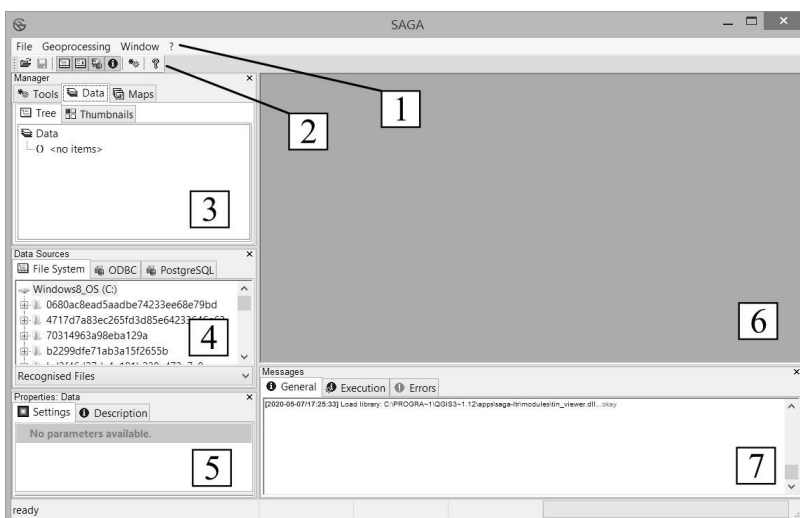 SAGA
File Geoprocessing Window ?
1
2
Manager
Tools Data Maps
Tree Thumbnails
Data
<no items>
3
Data Sources
File System ODBC PostgreSQL
Windows8_OS (C:)
0680ac8ead5aadbe74233ee68e79bd
4717d7a83ec265fd3d85e64233646c62
70314963a98eba129a
b2299dfe71ab3a15f2655b
4
Recognised Files
Properties: Data
Settings Description
No parameters available.
5
6
Messages
General Execution Errors
[2020-05-07/17:25:33] Load library: C:\PROGRA~1\QGIS3~1.12\apps\saga-ltr\modules\tin_viewer.dll...okay
7
ready